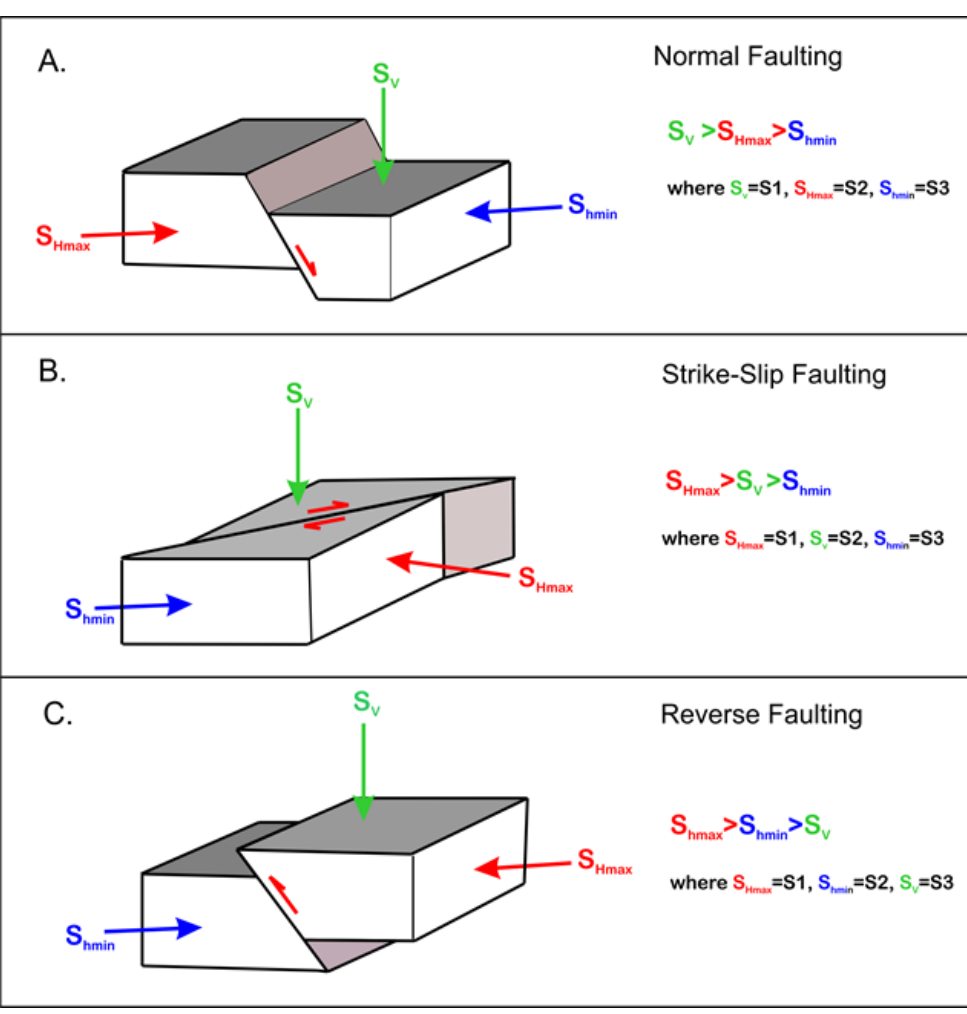 A.
Normal Faulting
Sv
Sv >SHmax>Shmin
where Sv=S1, SHmax=S2, Shmin=S3
Shmin
SHmax
B.
Strike-Slip Faulting
Sv
SHmax>Sv>Shmin
where SHmax=S1, Sv=S2, Shmin=S3
SHmax
Shmin
C.
Reverse Faulting
Sv
Shmax>Shmin>Sv
where SHmax=S1, Shmin=S2, Sv=S3
SHmax
Shmin